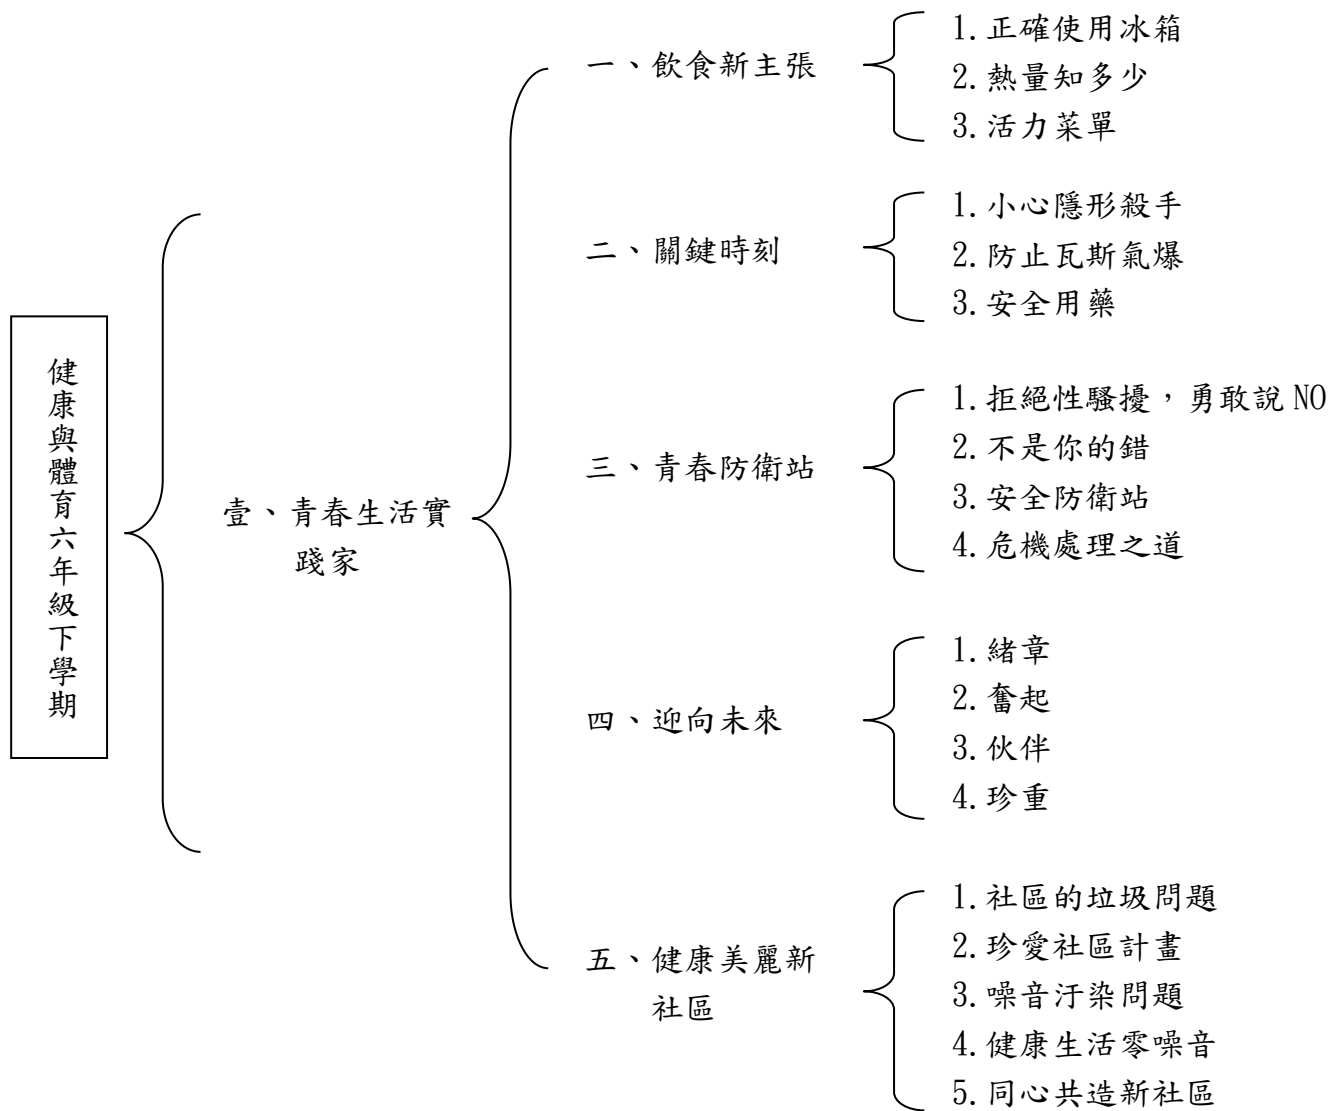 健康與體育六年級下學期
壹、青春生活實
踐家
一、飲食新主張
1.正確使用冰箱
2.熱量知多少
3.活力菜單
二、關鍵時刻
1.小心隱形殺手
2.防止瓦斯氣爆
3.安全用藥
三、青春防衛站
1.拒絕性騷擾，勇敢說 NO
2.不是你的錯
3.安全防衛站
4.危機處理之道
四、迎向未來
1.緒章
2.奮起
3.伙伴
4.珍重
五、健康美麗新
社區
1.社區的垃圾問題
2.珍愛社區計畫
3.噪音汙染問題
4.健康生活零噪音
5.同心共造新社區